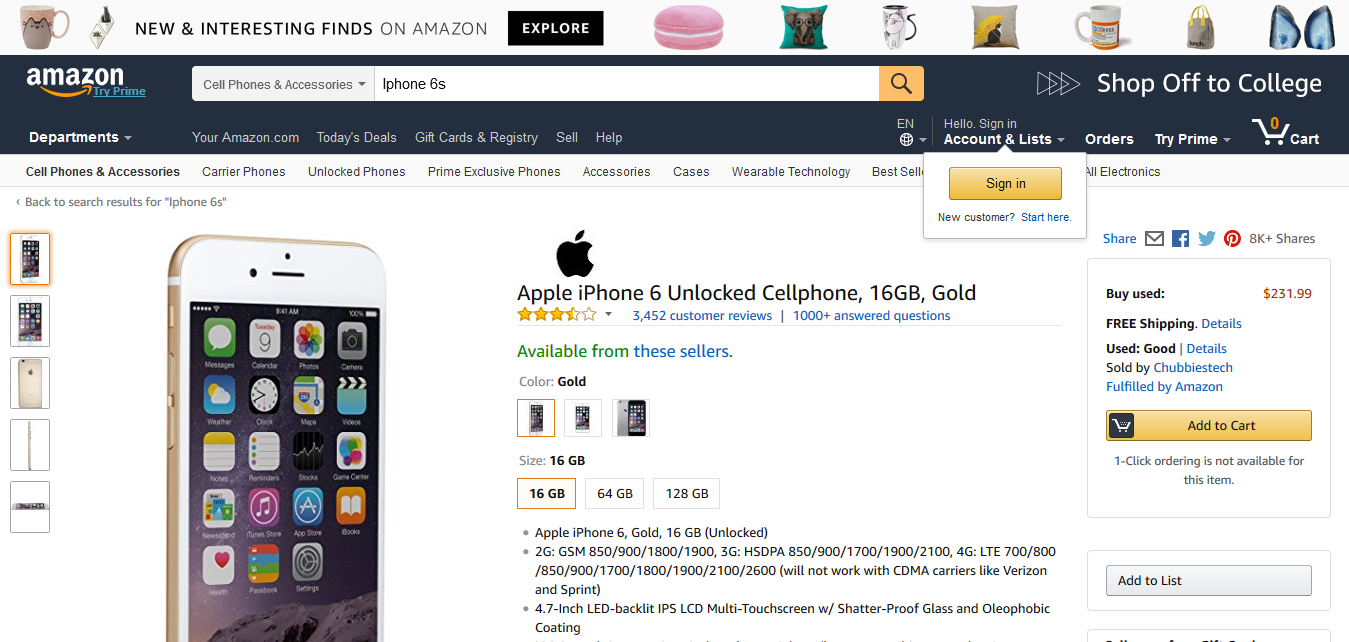 NEW & INTERESTING FINDS ON AMAZON
EXPLORE
amazon
Try Prime
Cell Phones & Accessories
Iphone 6s
Shop Off to College
Departments
Your Amazon.com
Today's Deals
Gift Cards & Registry
Sell
Help
EN
Hello. Sign in
Account & Lists
Orders
Try Prime
0
Cart
Cell Phones & Accessories
Carrier Phones
Unlocked Phones
Prime Exclusive Phones
Accessories
Cases
Wearable Technology
Best Selle
All Electronics
Sign in
New customer? Start here.
‹ Back to search results for "Iphone 6s"
Share
8K+ Shares
Apple iPhone 6 Unlocked Cellphone, 16GB, Gold
3,452 customer reviews | 1000+ answered questions
Available from these sellers.
Color: Gold
Size: 16 GB
16 GB
64 GB
128 GB
• Apple iPhone 6, Gold, 16 GB (Unlocked)
• 2G: GSM 850/900/1800/1900, 3G: HSDPA 850/900/1700/1900/2100, 4G: LTE 700/800
/850/900/1700/1800/1900/2100/2600 (will not work with CDMA carriers like Verizon
and Sprint)
• 4.7-Inch LED-backlit IPS LCD Multi-Touchscreen w/ Shatter-Proof Glass and Oleophobic
Coating
Buy used:
$231.99
FREE Shipping. Details
Used: Good | Details
Sold by Chubbiestech
Fulfilled by Amazon
Add to Cart
1-Click ordering is not available for
this item.
Add to List
9:41 AM
100%
Messages
Calendar
Photos
Camera
Tuesday
9
Weather
Clock
Maps
Videos
Notes
Reminders
Stocks
Game Center
Newsstand
iTunes Store
App Store
iBooks
Health
Passbook
Settings